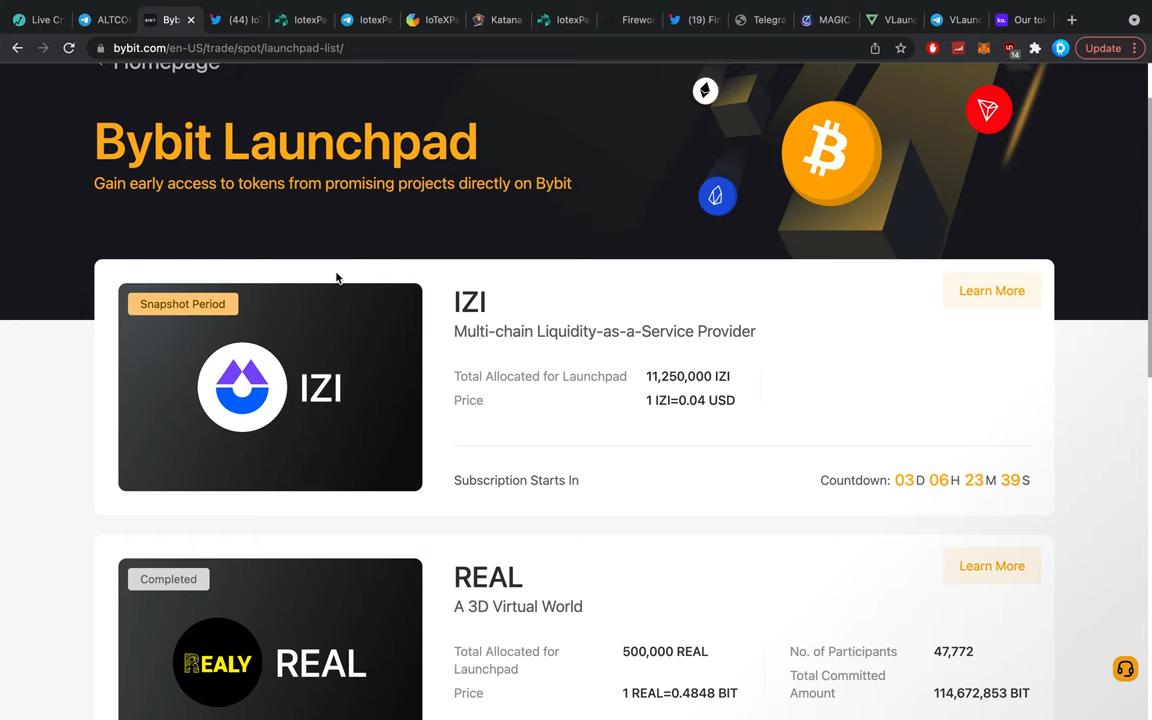 Live Cr
ALTCO
Byb
(44) Io
IotexPa
IotexPa
IoTeXPa
Katana
IotexPa
Firewor
(19) Fi
Telegra
MAGIC
VLaun
VLaun
Our tok
bybit.com/en-US/trade/spot/launchpad-list/
14
Update
Homepage
Bybit Launchpad
Gain early access to tokens from promising projects directly on Bybit
Snapshot Period
IZI
IZI
Learn More
Multi-chain Liquidity-as-a-Service Provider
Total Allocated for Launchpad 11,250,000 IZI
Price 1 IZI=0.04 USD
Subscription Starts In Countdown: 03 D 06 H 23 M 39 S
Completed
REALY REAL
REAL
Learn More
A 3D Virtual World
Total Allocated for Launchpad 500,000 REAL
Price 1 REAL=0.4848 BIT
No. of Participants 47,772
Total Committed Amount 114,672,853 BIT